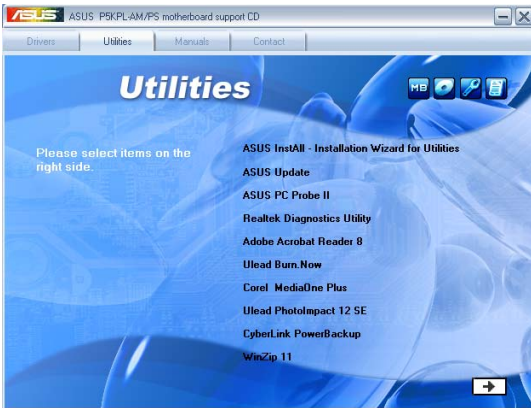 ASUS ASUS P5KPL-AM/PS motherboard support CD
Drivers Utilities Manuals Contact
Utilities
MB
Please select items on the
right side.
ASUS InstAll - Installation Wizard for Utilities
ASUS Update
ASUS PC Probe II
Realtek Diagnostics Utility
Adobe Acrobat Reader 8
Ulead Burn.Now
Corel MediaOne Plus
Ulead PhotoImpact 12 SE
CyberLink PowerBackup
WinZip 11